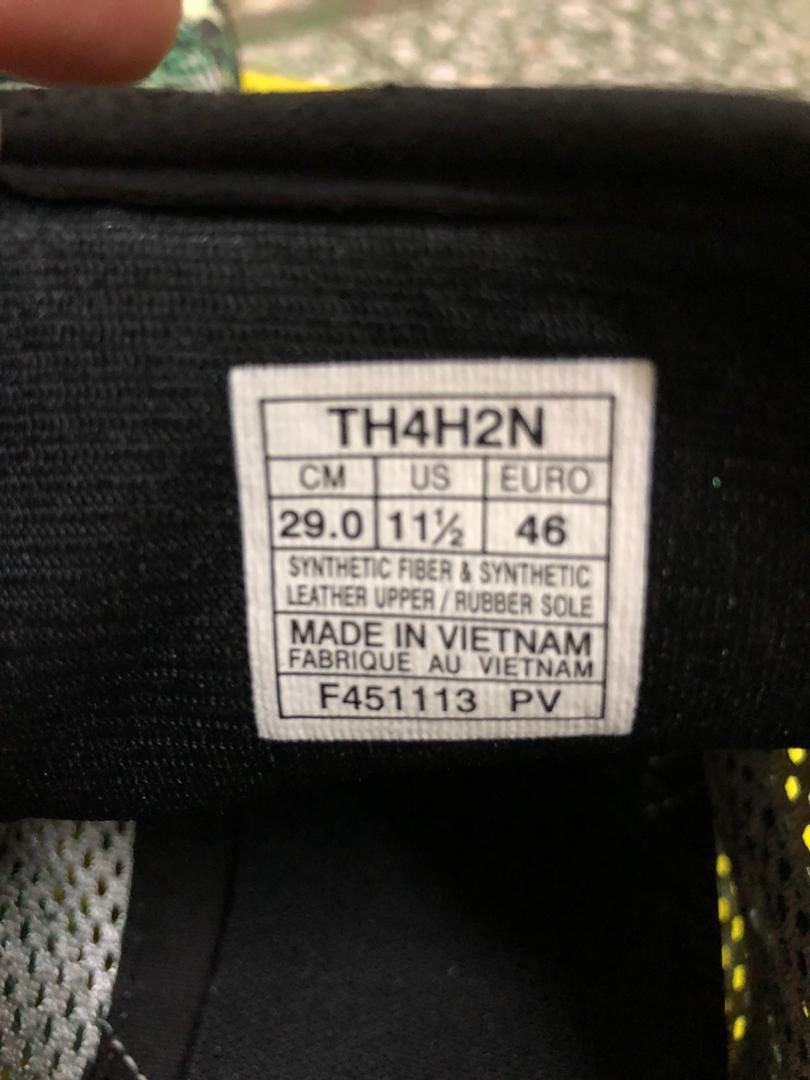 TH4H2N
CM US EURO
29.0 11½ 46
SYNTHETIC FIBER & SYNTHETIC
LEATHER UPPER / RUBBER SOLE
MADE IN VIETNAM
FABRIQUE AU VIETNAM
F451113 PV